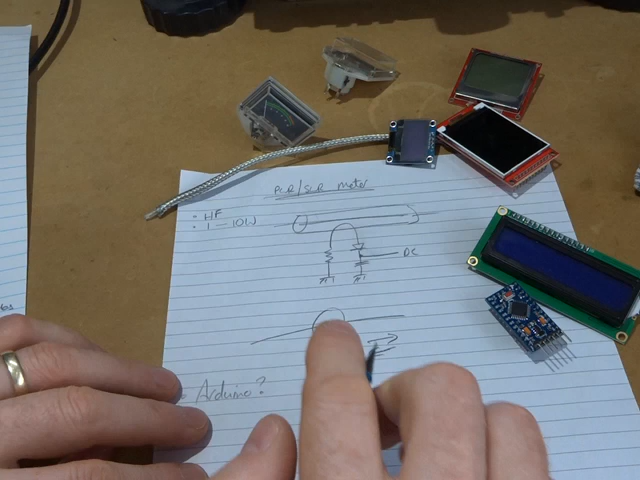 PWR/SWR meter
• HF
• 1-10W
DC
• Arduino?